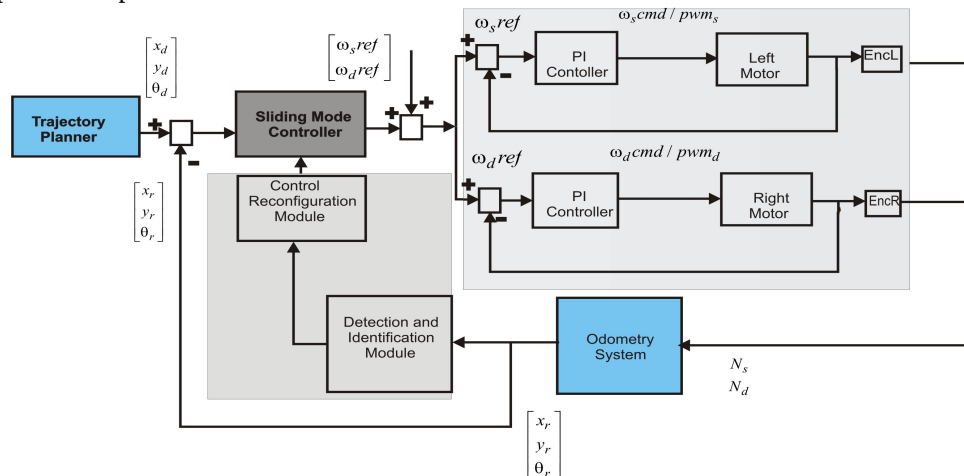 x_d
y_d
θ_d
ω_s ref
ω_d ref
Trajectory
Planner
+
−
Sliding Mode
Controller
+
+
x_r
y_r
θ_r
Control
Reconfiguration
Module
Detection and
Identification
Module
ω_s ref
+
−
PI
Contoller
ω_s cmd / pwm_s
Left
Motor
EncL
ω_d ref
+
−
PI
Controller
ω_d cmd / pwm_d
Right
Motor
EncR
Odometry
System
N_s
N_d
x_r
y_r
θ_r